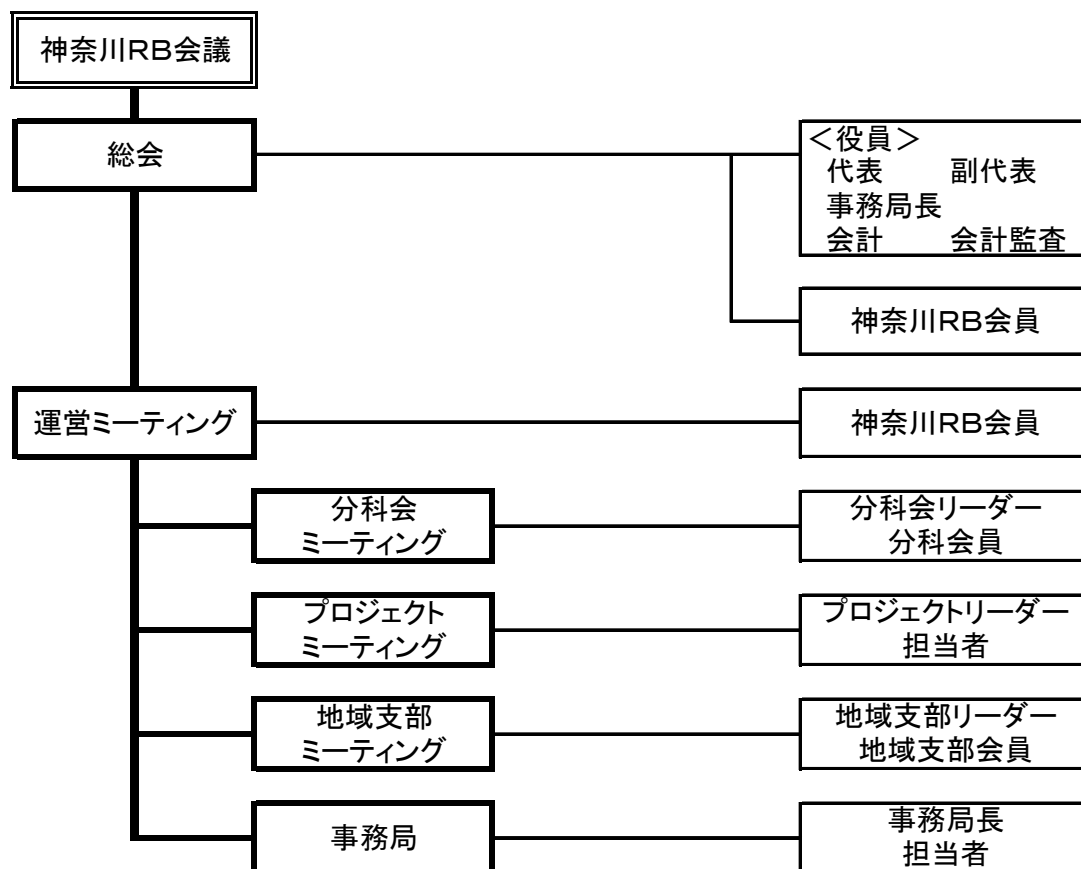 神奈川ＲＢ会議
総会
＜役員＞
代表　副代表
事務局長
会計　会計監査
神奈川ＲＢ会員
運営ミーティング
神奈川ＲＢ会員
分科会
ミーティング
分科会リーダー
分科会員
プロジェクト
ミーティング
プロジェクトリーダー
担当者
地域支部
ミーティング
地域支部リーダー
地域支部会員
事務局
事務局長
担当者